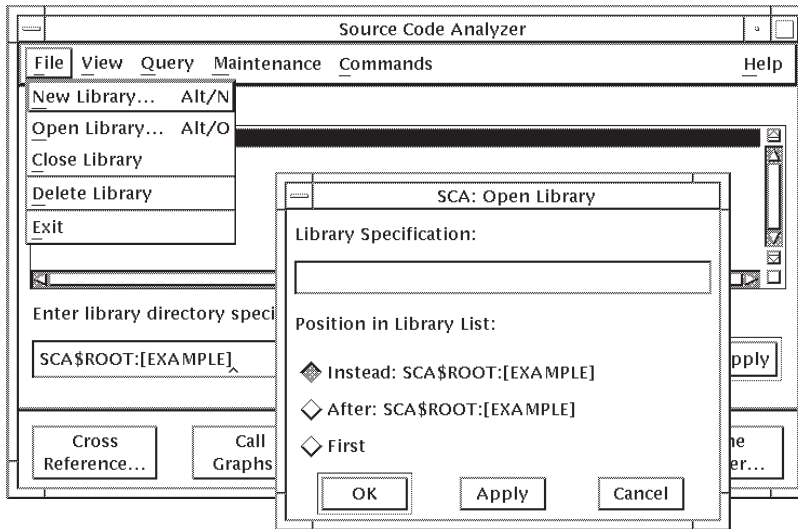 Source Code Analyzer
File View Query Maintenance Commands Help
New Library... Alt/N
Open Library... Alt/O
Close Library
Delete Library
Exit
SCA: Open Library
Library Specification:
Enter library directory speci
Position in Library List:
SCA$ROOT:[EXAMPLE]
Instead: SCA$ROOT:[EXAMPLE]
pply
After: SCA$ROOT:[EXAMPLE]
First
Cross
Reference...
Call
Graphs
OK Apply Cancel
ne
er...